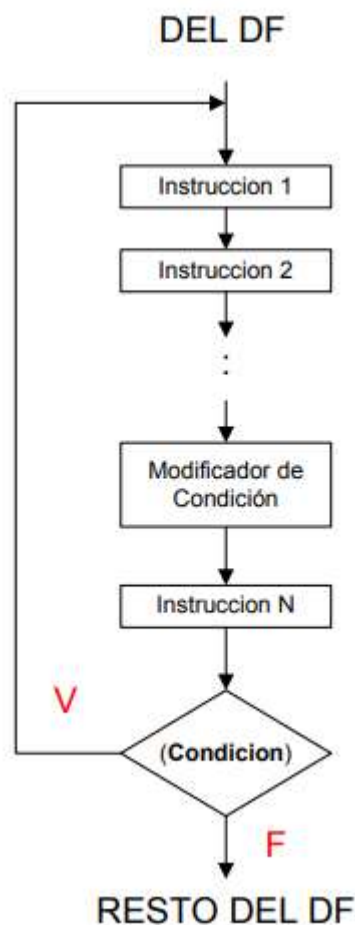 DEL DF
Instruccion 1
Instruccion 2
:
Modificador de
Condición
Instruccion N
V
(Condicion)
F
RESTO DEL DF